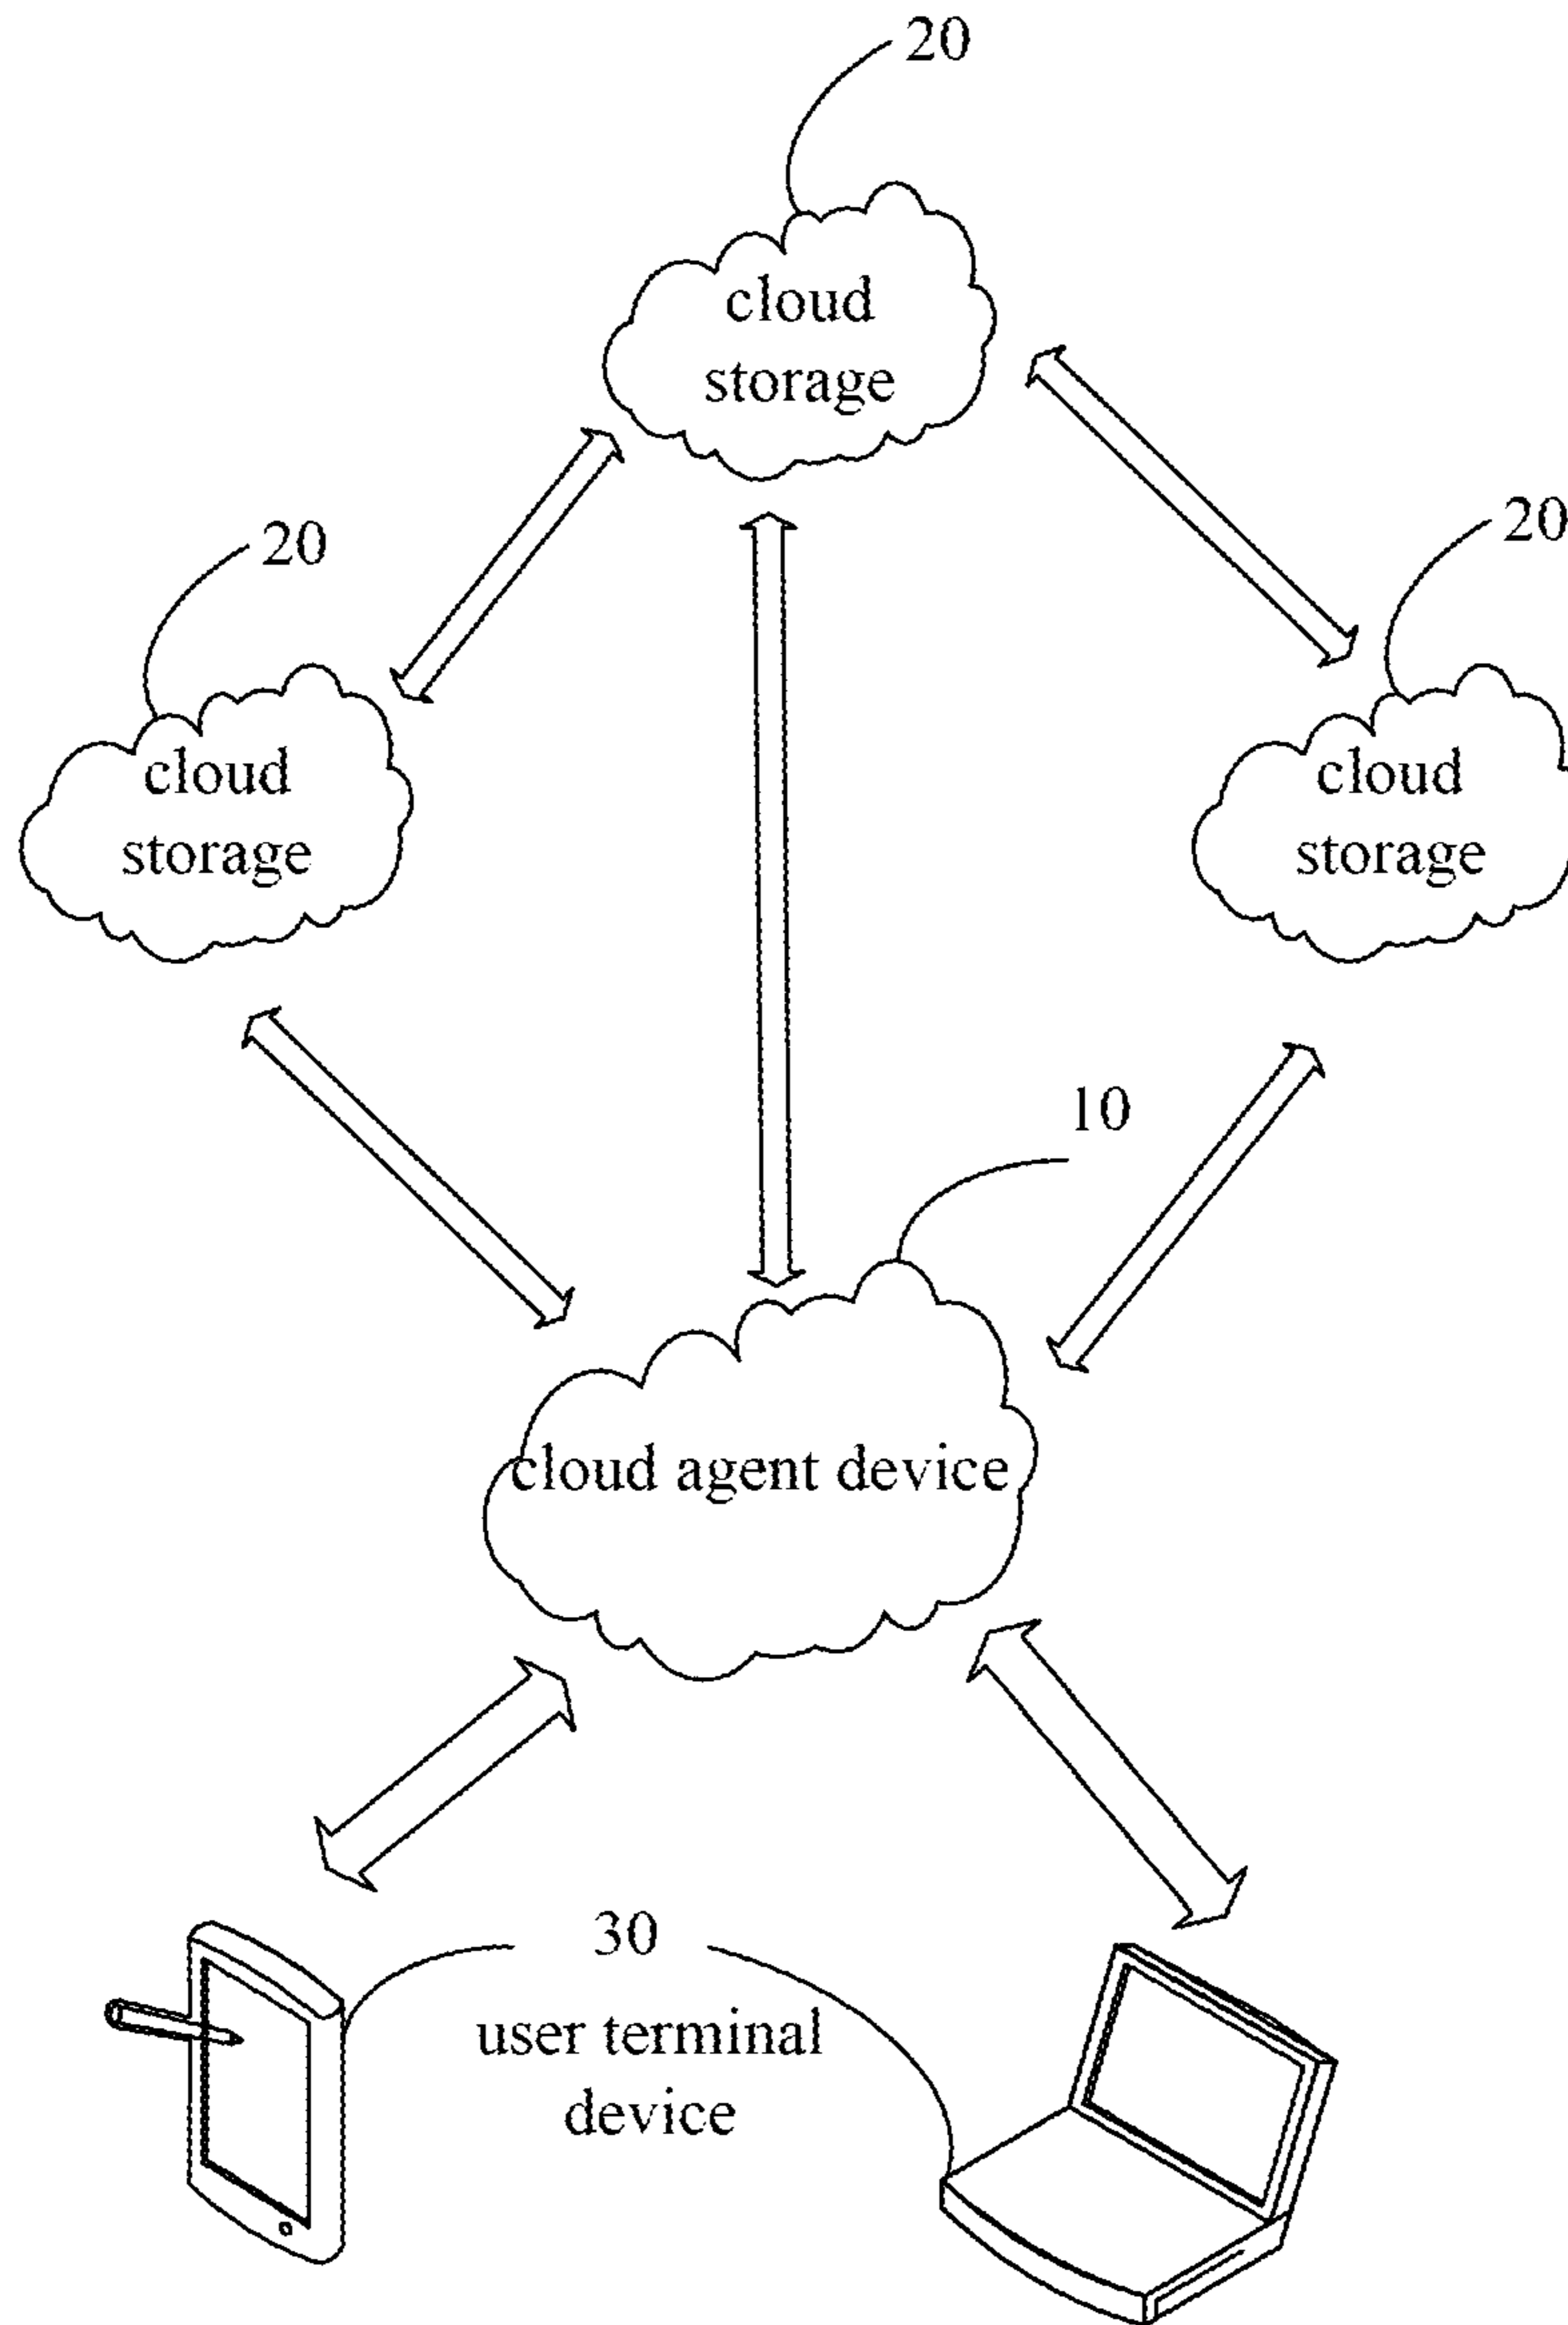 20
cloud
storage
20
20
cloud
storage
cloud
storage
10
cloud agent device
30
user terminal
device